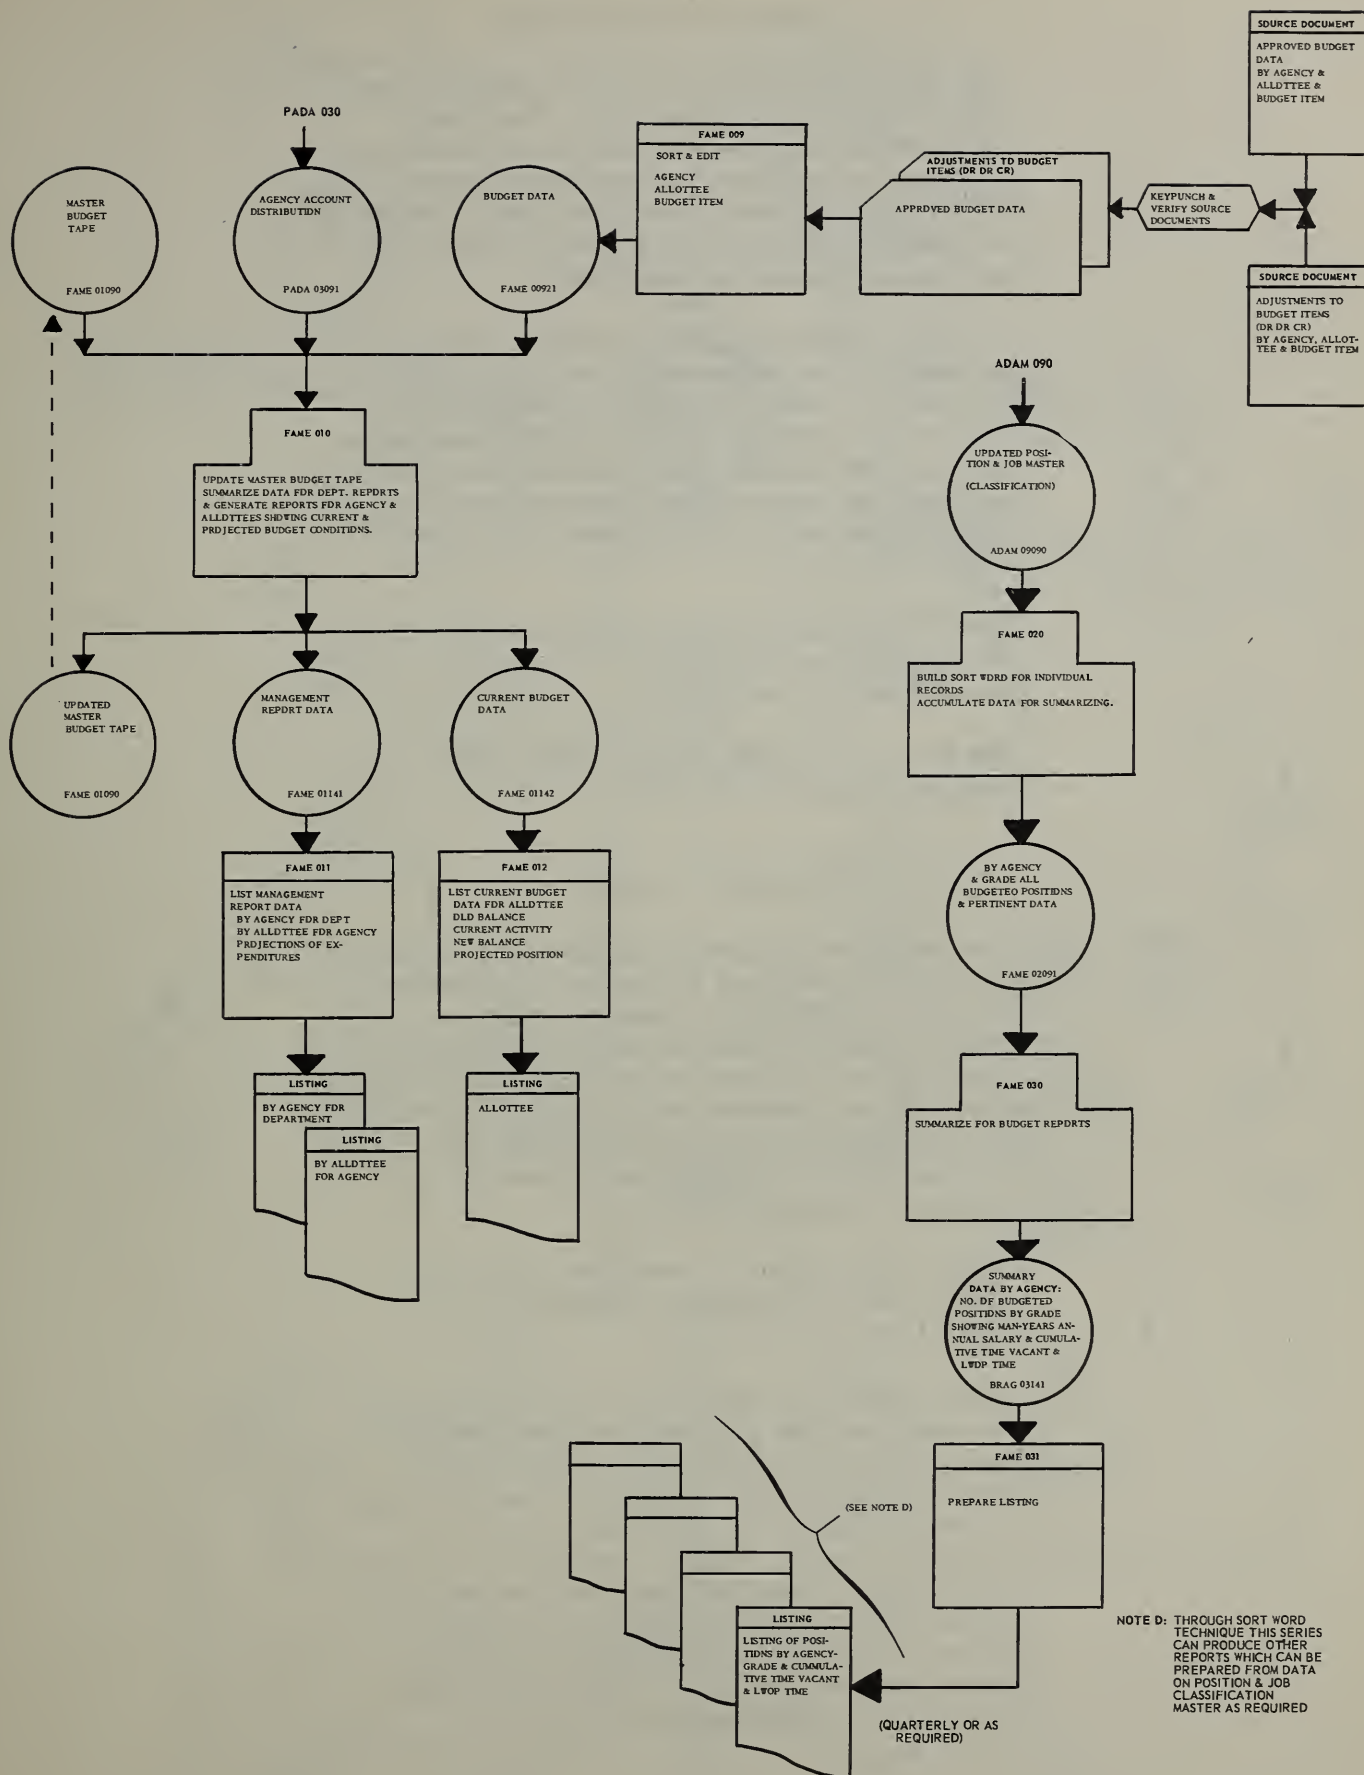 SOURCE DOCUMENT
APPROVED BUDGET
DATA
BY AGENCY &
ALLDTTEE &
BUDGET ITEM
PADA 030
FAME 009
SORT & EDIT
AGENCY
ALLOTTEE
BUDGET ITEM
ADJUSTMENTS TO BUDGET
ITEMS (DR DR CR)
APPRDVED BUDGET DATA
KEYPUNCH &
VERIFY SOURCE
DOCUMENTS
MASTER
BUDGET
TAPE
FAME 01090
AGENCY ACCOUNT
DISTRIBUTION
PADA 03091
BUDGET DATA
FAME 00921
SDURCE DOCUMENT
ADJUSTMENTS TO
BUDGET ITEMS
(DR DR CR)
BY AGENCY, ALLOT-
TEE & BUDGET ITEM
ADAM 090
FAME 010
UPDATE MASTER BUDGET TAPE
SUMMARIZE DATA FDR DEPT. REPDRTS
& GENERATE REPORTS FDR AGENCY &
ALLDTTEES SHDWING CURRENT &
PRDJECTED BUDGET CONDITIONS.
UPDATED POSI-
TION & JDB MASTER
(CLASSIFICATION)
ADAM 09090
FAME 020
BUILD SORT WDRD FOR INDIVIDUAL
RECORDS
ACCUMULATE DATA FOR SUMMARIZING.
UPDATED
MASTER
BUDGET TAPE
FAME 01090
MANAGEMENT
REPDRT DATA
FAME 01141
CURRENT BUDGET
DATA
FAME 01142
FAME 011
LIST MANAGEMENT
REPORT DATA
BY AGENCY FDR DEPT
BY ALLDTTEE FDR AGENCY
PRDJECTIONS OF EX-
PENDITURES
FAME 012
LIST CURRENT BUDGET
DATA FDR ALLDTTEE
DLD BALANCE
CURRENT ACTIVITY
NEW BALANCE
PROJECTED POSITION
BY AGENCY
& GRADE ALL
BUDGETEO POSITIONS
& PERTINENT DATA
FAME 02091
LISTING
BY AGENCY FDR
DEPARTMENT
LISTING
BY ALLDTTEE
FOR AGENCY
LISTING
ALLOTTEE
FAME 030
SUMMARIZE FOR BUDGET REPDRTS
SUMMARY
DATA BY AGENCY:
NO. DF BUDGETED
POSITIONS BY GRADE
SHOWING MAN-YEARS AN-
NUAL SALARY & CUMULA-
TIVE TIME VACANT &
LWDP TIME
BRAG 03141
FAME 031
PREPARE LISTING
(SEE NOTE D)
LISTING
LISTING OF POSI-
TIDNS BY AGENCY-
GRADE & CUMMULA-
TIVE TIME VACANT
& LWOP TIME
(QUARTERLY OR AS
REQUIRED)
NOTE D: THROUGH SORT WORD
TECHNIQUE THIS SERIES
CAN PRODUCE OTHER
REPORTS WHICH CAN BE
PREPARED FROM DATA
ON POSITION & JOB
CLASSIFICATION
MASTER AS REQUIRED